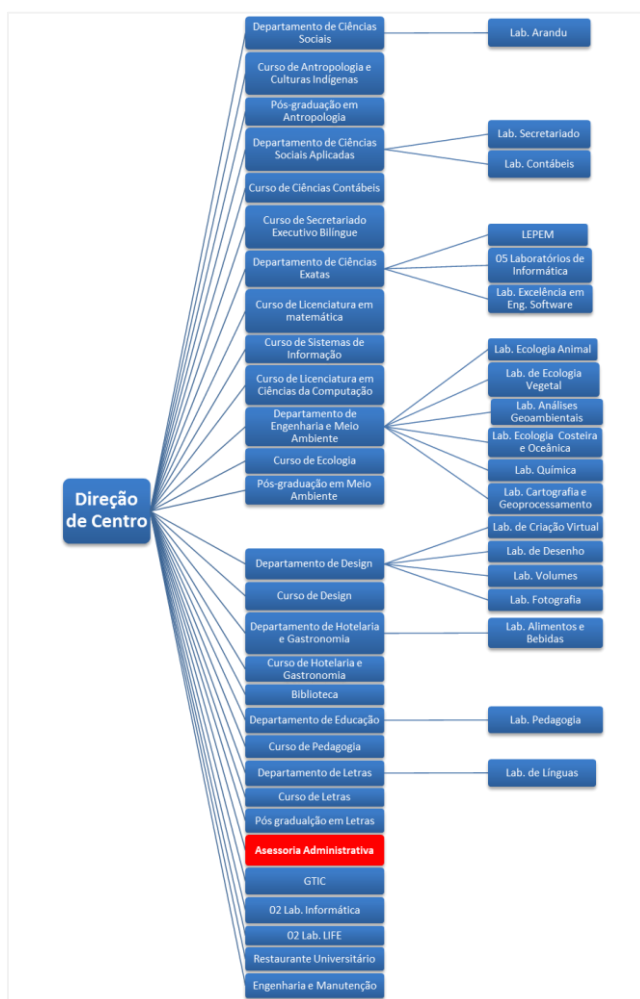 Direção
de Centro
Departamento de Ciências
Sociais
Lab. Arandu
Curso de Antropologia e
Culturas Indígenas
Pós-graduação em
Antropologia
Departamento de Ciências
Sociais Aplicadas
Lab. Secretariado
Lab. Contábeis
Curso de Ciências Contábeis
Curso de Secretariado
Executivo Bilíngue
Departamento de Ciências
Exatas
LEPEM
05 Laboratórios de
Informática
Lab. Excelência em
Eng. Software
Curso de Licenciatura em
matemática
Curso de Sistemas de
Informação
Curso de Licenciatura em
Ciências da Computação
Departamento de
Engenharia e Meio
Ambiente
Lab. Ecologia Animal
Lab. de Ecologia
Vegetal
Lab. Análises
Geoambientais
Lab. Ecologia Costeira
e Oceânica
Lab. Química
Lab. Cartografia e
Geoprocessamento
Curso de Ecologia
Pós-graduação em Meio
Ambiente
Departamento de Design
Lab. de Criação Virtual
Lab. de Desenho
Lab. Volumes
Lab. Fotografia
Curso de Design
Departamento de Hotelaria
e Gastronomia
Lab. Alimentos e
Bebidas
Curso de Hotelaria e
Gastronomia
Biblioteca
Departamento de Educação
Lab. Pedagogia
Curso de Pedagogia
Departamento de Letras
Lab. de Línguas
Curso de Letras
Pós gradualção em Letras
Asessoria Administrativa
GTIC
02 Lab. Informática
02 Lab. LIFE
Restaurante Universitário
Engenharia e Manutenção